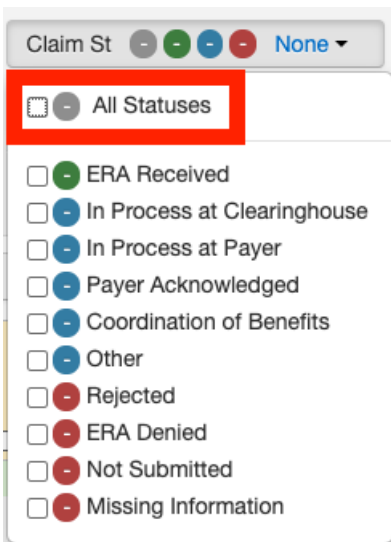 Claim St - - - - None
- All Statuses
- ERA Received
- In Process at Clearinghouse
- In Process at Payer
- Payer Acknowledged
- Coordination of Benefits
- Other
- Rejected
- ERA Denied
- Not Submitted
- Missing Information